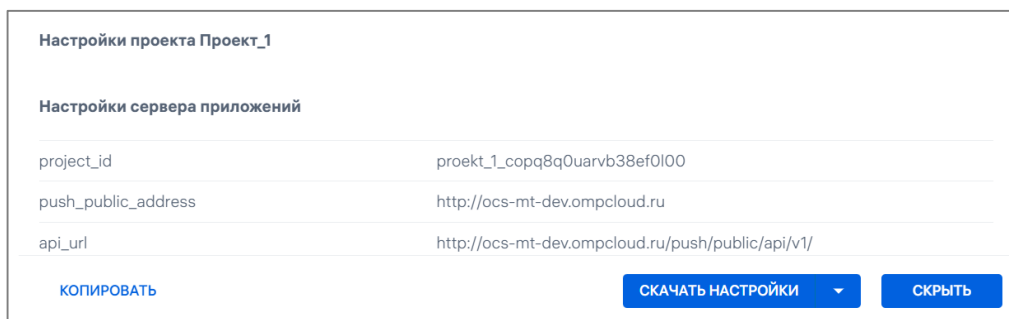 Настройки проекта Проект_1
Настройки сервера приложений
project_id proekt_1_copq8q0uarvb38ef0l00
push_public_address http://ocs-mt-dev.ompcloud.ru
api_url http://ocs-mt-dev.ompcloud.ru/push/public/api/v1/
КОПИРОВАТЬ СКАЧАТЬ НАСТРОЙКИ СКРЫТЬ